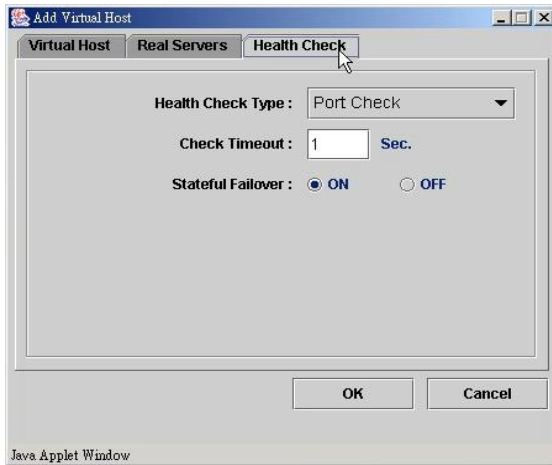 Add Virtual Host
Virtual Host Real Servers Health Check
Health Check Type : Port Check
Check Timeout : 1 Sec.
Stateful Failover : ON OFF
OK Cancel
Java Applet Window